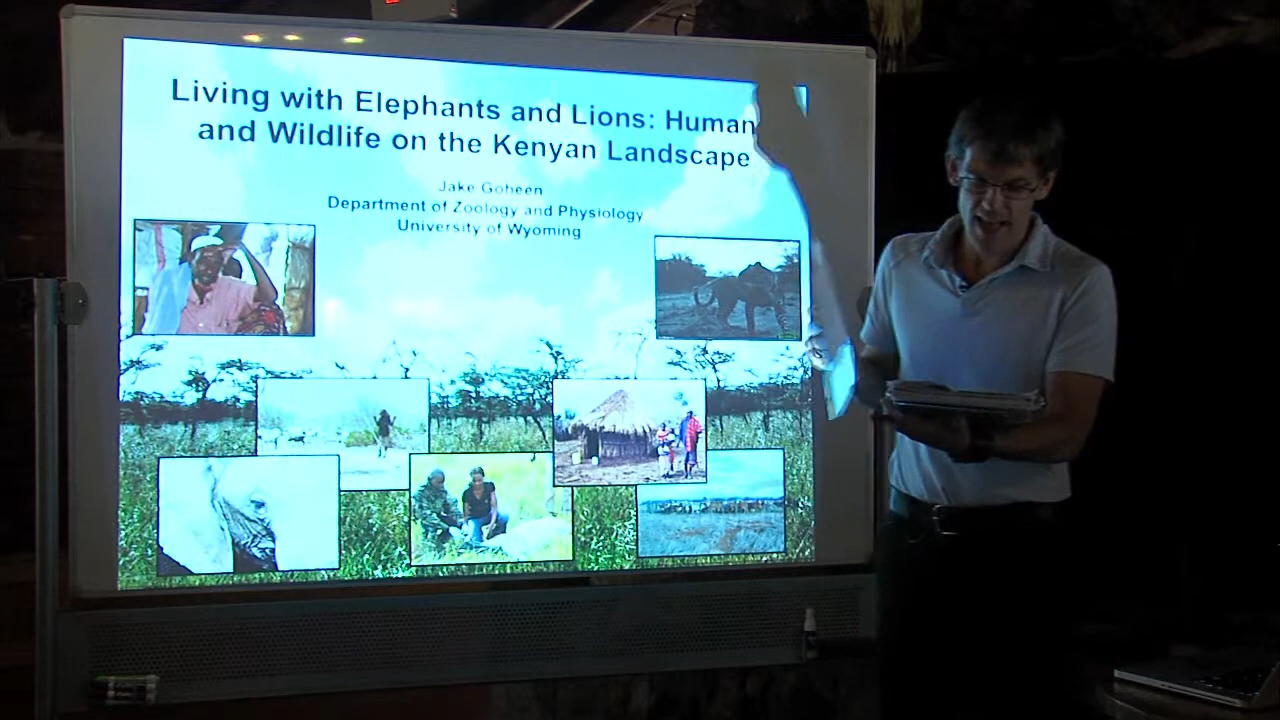 Living with Elephants and Lions: Human
and Wildlife on the Kenyan Landscape
Jake Goheen
Department of Zoology and Physiology
University of Wyoming